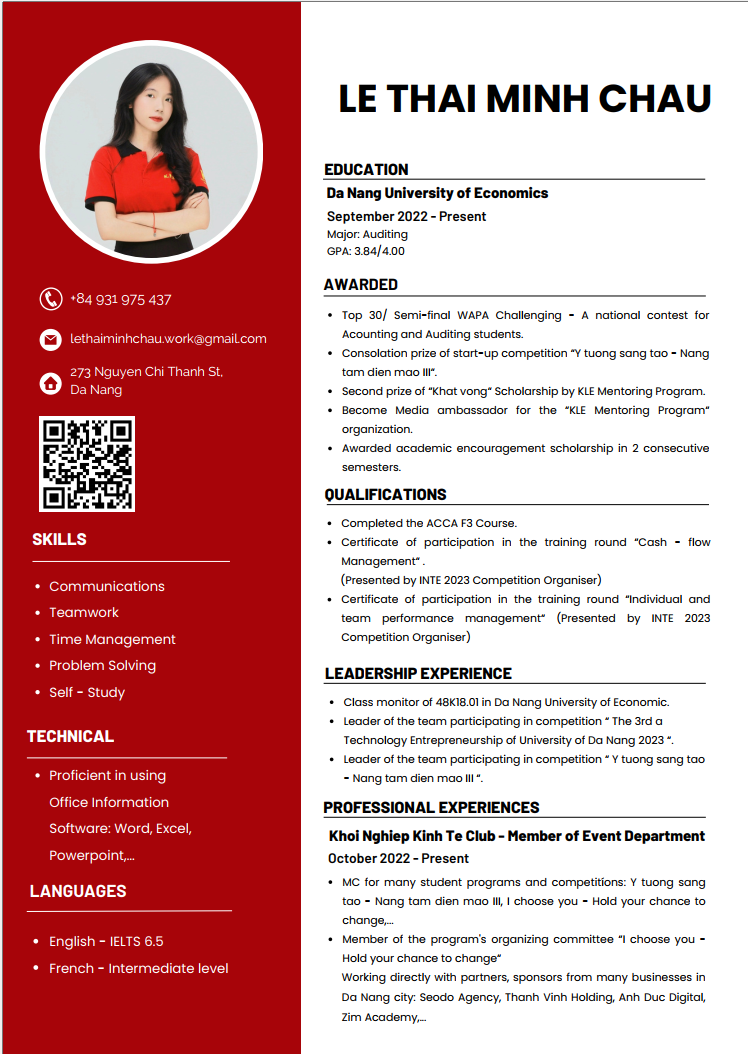 LE THAI MINH CHAU
+84 931 975 437
lethaiminhchau.work@gmail.com
273 Nguyen Chi Thanh St,
Da Nang
SKILLS
• Communications
• Teamwork
• Time Management
• Problem Solving
• Self - Study
TECHNICAL
• Proficient in using
Office Information
Software: Word, Excel,
Powerpoint,...
LANGUAGES
• English - IELTS 6.5
• French - Intermediate level
EDUCATION
Da Nang University of Economics
September 2022 - Present
Major: Auditing
GPA: 3.84/4.00
AWARDED
• Top 30/ Semi-final WAPA Challenging - A national contest for
Acounting and Auditing students.
• Consolation prize of start-up competition "Y tuong sang tao - Nang
tam dien mao III".
• Second prize of "Khat vong" Scholarship by KLE Mentoring Program.
• Become Media ambassador for the "KLE Mentoring Program"
organization.
• Awarded academic encouragement scholarship in 2 consecutive
semesters.
QUALIFICATIONS
• Completed the ACCA F3 Course.
• Certificate of participation in the training round "Cash - flow
Management" .
(Presented by INTE 2023 Competition Organiser)
• Certificate of participation in the training round "Individual and
team performance management" (Presented by INTE 2023
Competition Organiser)
LEADERSHIP EXPERIENCE
• Class monitor of 48K18.01 in Da Nang University of Economic.
• Leader of the team participating in competition " The 3rd a
Technology Entrepreneurship of University of Da Nang 2023 ".
• Leader of the team participating in competition " Y tuong sang tao
- Nang tam dien mao III ".
PROFESSIONAL EXPERIENCES
Khoi Nghiep Kinh Te Club - Member of Event Department
October 2022 - Present
• MC for many student programs and competitions: Y tuong sang
tao - Nang tam dien mao III, I choose you - Hold your chance to
change,...
• Member of the program's organizing committee "I choose you -
Hold your chance to change"
Working directly with partners, sponsors from many businesses in
Da Nang city: Seodo Agency, Thanh Vinh Holding, Anh Duc Digital,
Zim Academy,...